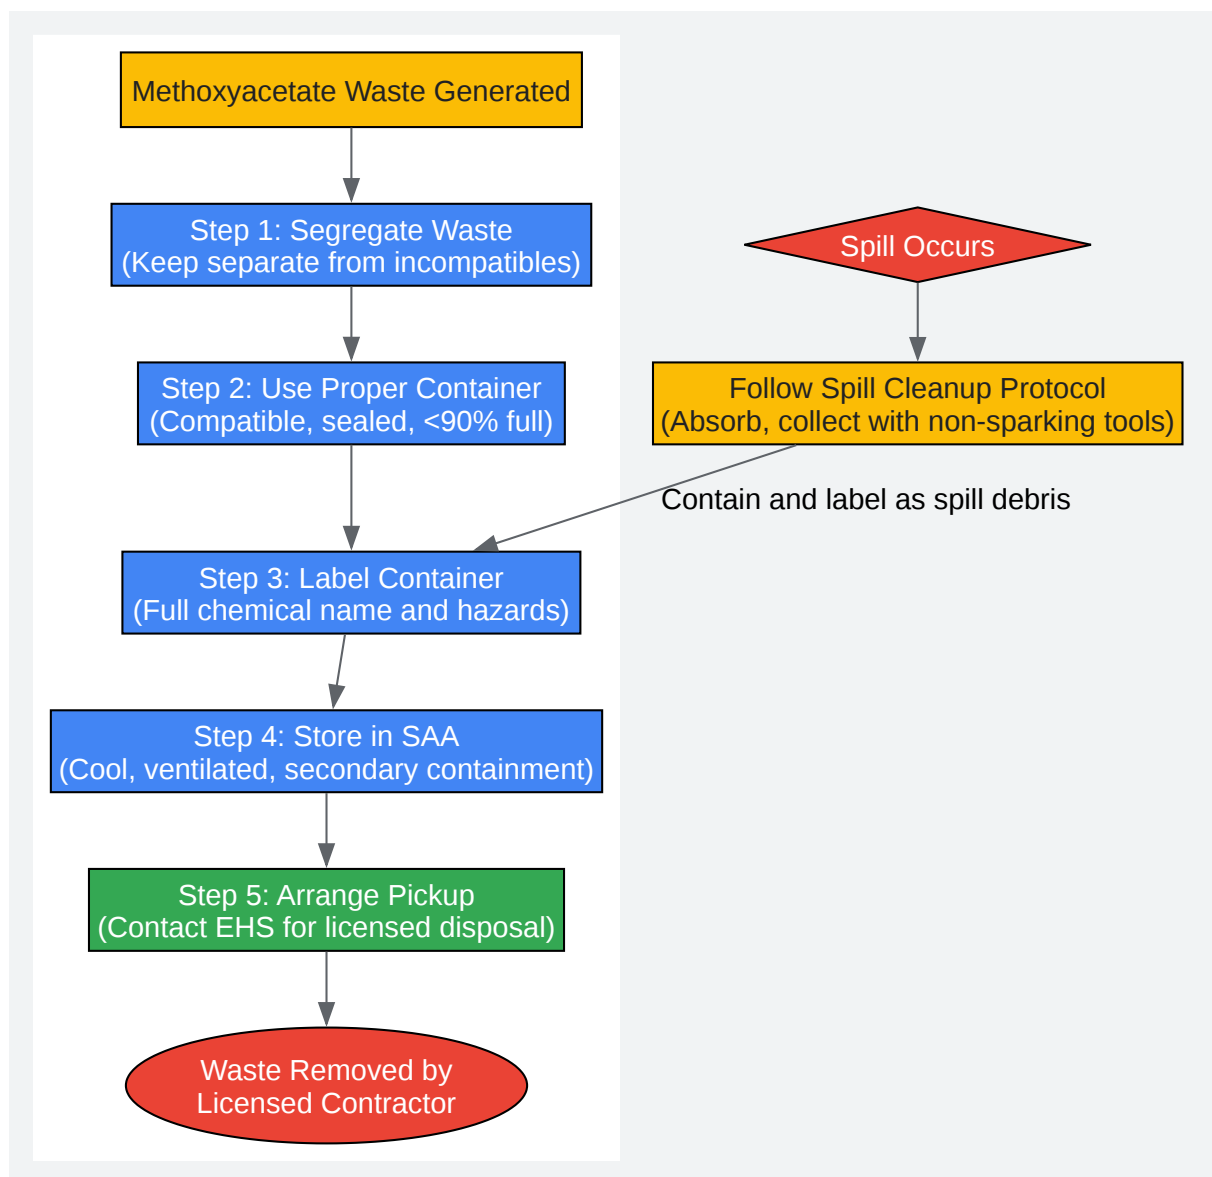 Methoxyacetate Waste Generated
Step 1: Segregate Waste
(Keep separate from incompatibles)
Spill Occurs
Step 2: Use Proper Container
(Compatible, sealed, <90% full)
Follow Spill Cleanup Protocol
(Absorb, collect with non-sparking tools)
Contain and label as spill debris
Step 3: Label Container
(Full chemical name and hazards)
Step 4: Store in SAA
(Cool, ventilated, secondary containment)
Step 5: Arrange Pickup
(Contact EHS for licensed disposal)
Waste Removed by
Licensed Contractor